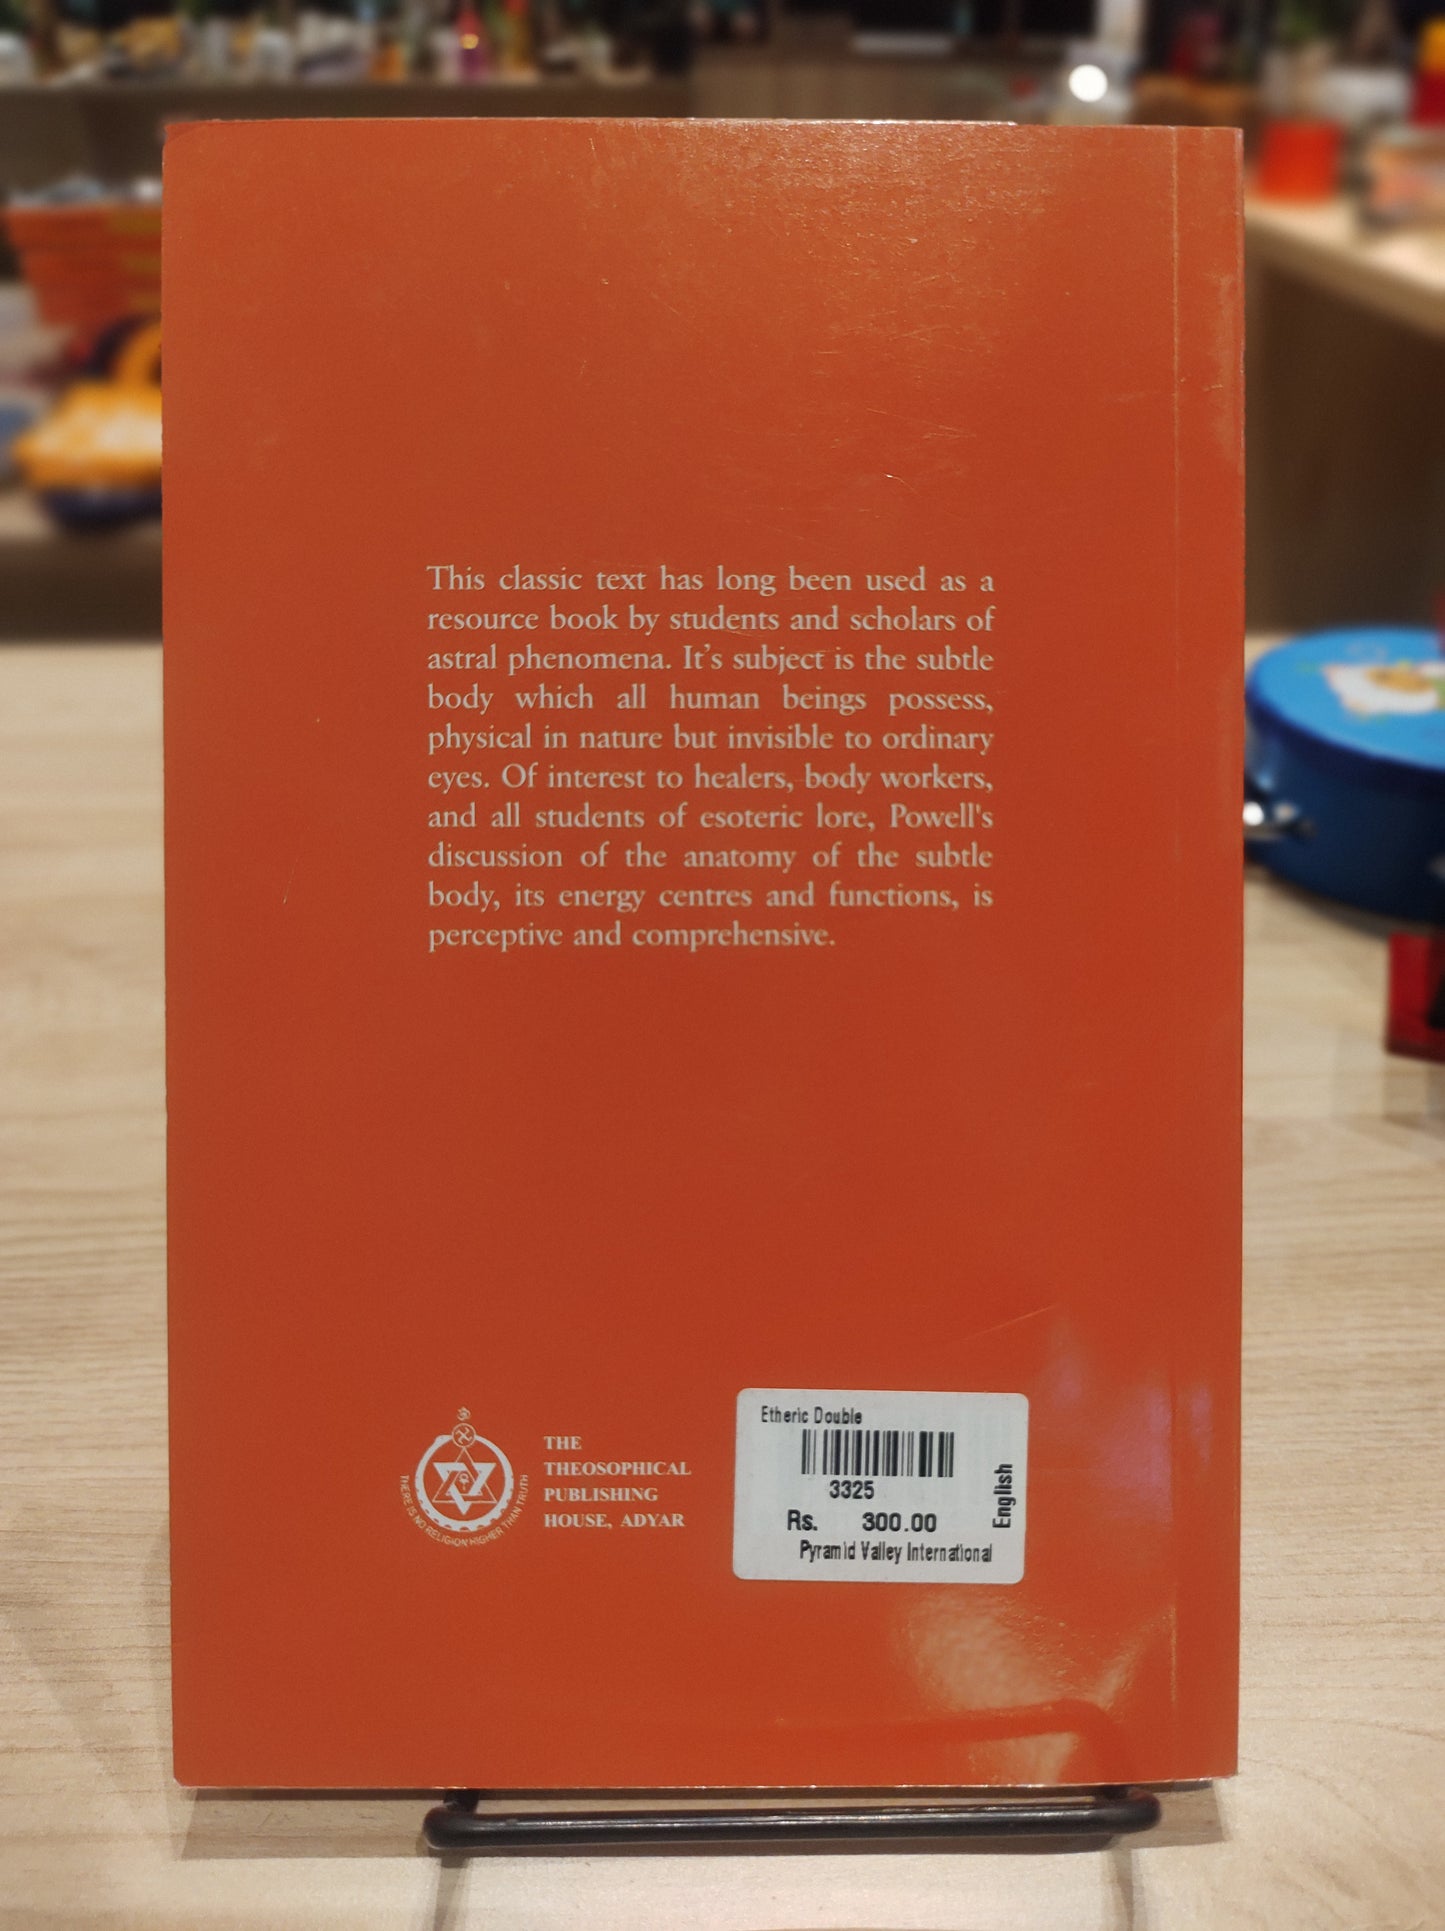 This classic text has long been used as a
resource book by students and scholars of
astral phenomena. It's subject is the subtle
body which all human beings possess,
physical in nature but invisible to ordinary
eyes. Of interest to healers, body workers,
and all students of esoteric lore, Powell's
discussion of the anatomy of the subtle
body, its energy centres and functions, is
perceptive and comprehensive.
ॐ
THERE IS NO RELIGION HIGHER THAN TRUTH
THE
THEOSOPHICAL
PUBLISHING
HOUSE, ADYAR
Etheric Double
3325
Rs. 300.00
Pyramid Valley International
English